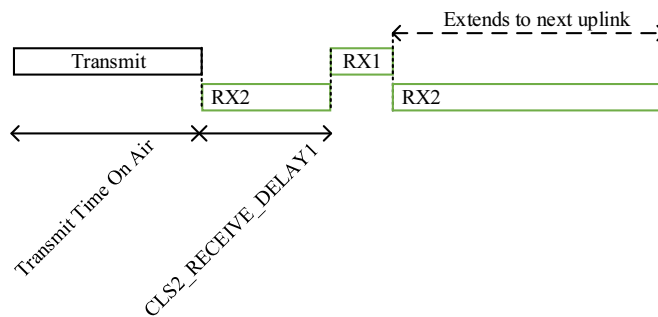 Extends to next uplink
Transmit
RX1
RX2
RX2
Transmit Time On Air
CLS2_RECEIVE_DELAY1